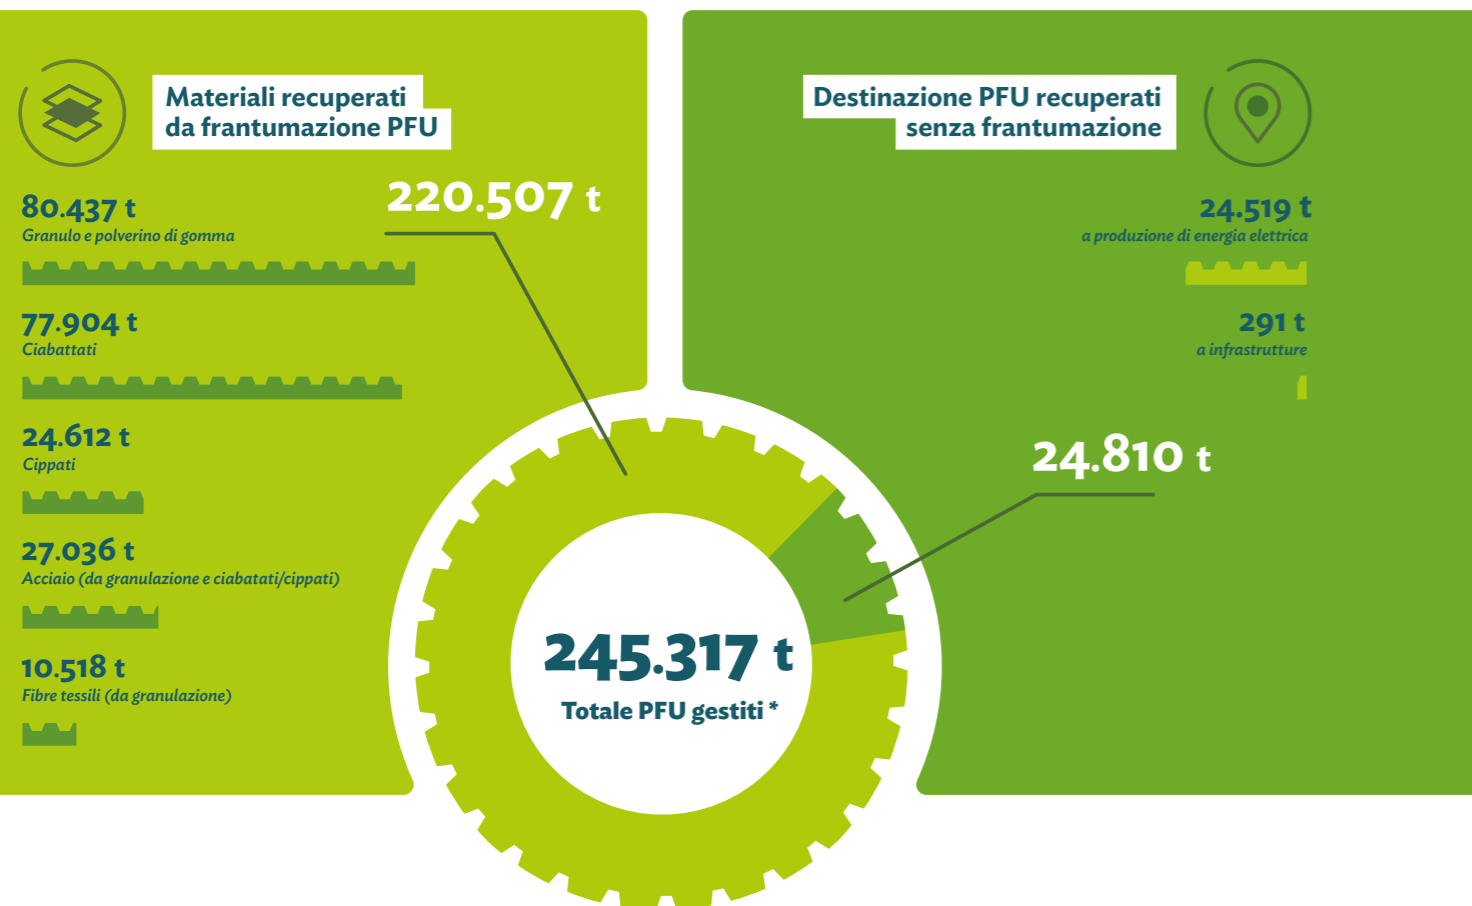 Materiali recuperati
da frantumazione PFU
220.507 t
80.437 t
Granulo e polverino di gomma
77.904 t
Ciabattati
24.612 t
Cippati
27.036 t
Acciaio (da granulazione e ciabatati/cippati)
10.518 t
Fibre tessili (da granulazione)
Destinazione PFU recuperati
senza frantumazione
24.519 t
a produzione di energia elettrica
291 t
a infrastrutture
24.810 t
245.317 t
Totale PFU gestiti *